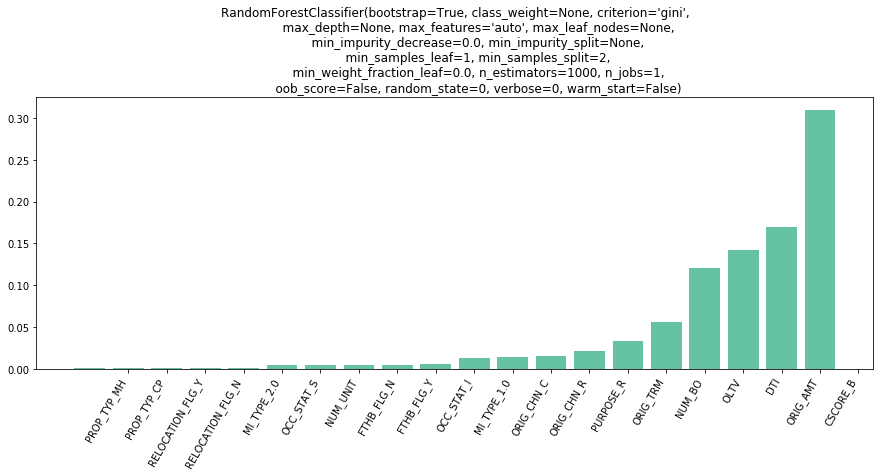 RandomForestClassifier(bootstrap=True, class_weight=None, criterion='gini',
max_depth=None, max_features='auto', max_leaf_nodes=None,
min_impurity_decrease=0.0, min_impurity_split=None,
min_samples_leaf=1, min_samples_split=2,
min_weight_fraction_leaf=0.0, n_estimators=1000, n_jobs=1,
oob_score=False, random_state=0, verbose=0, warm_start=False)
0.30
0.25
0.20
0.15
0.10
0.05
0.00
PROP_TYP_MH
PROP_TYP_CP
RELOCATION_FLG_Y
RELOCATION_FLG_N
MI_TYPE_2.0
OCC_STAT_S
NUM_UNIT
FTHB_FLG_N
FTHB_FLG_Y
OCC_STAT_I
MI_TYPE_1.0
ORIG_CHN_C
ORIG_CHN_R
PURPOSE_R
ORIG_TRM
NUM_BO
OLTV
DTI
ORIG_AMT
CSCORE_B